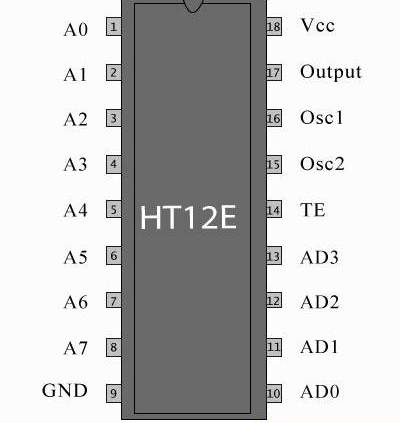 A0 1 18 Vcc
A1 2 17 Output
A2 3 16 Osc1
A3 4 15 Osc2
A4 5 HT12E 14 TE
A5 6 13 AD3
A6 7 12 AD2
A7 8 11 AD1
GND 9 10 AD0